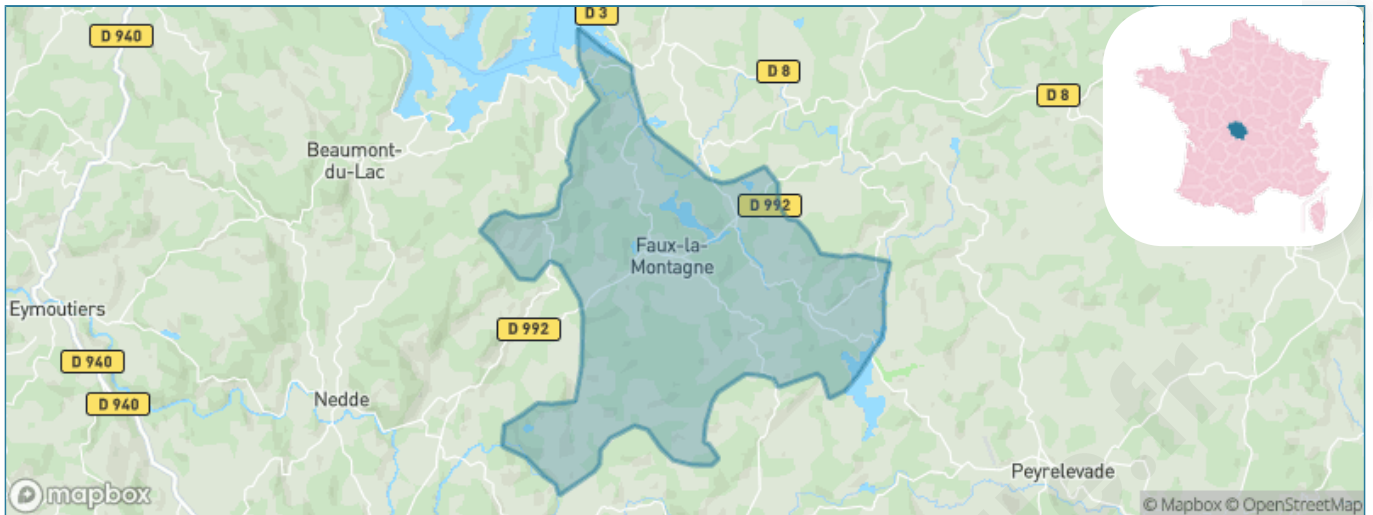 D 3
D 940
D 8
D 8
Beaumont-
du-Lac
D 992
Faux-la-
Montagne
Eymoutiers
D 992
D 940
D 940
Nedde
Peyrelevade
mapbox
© Mapbox © OpenStreetMap